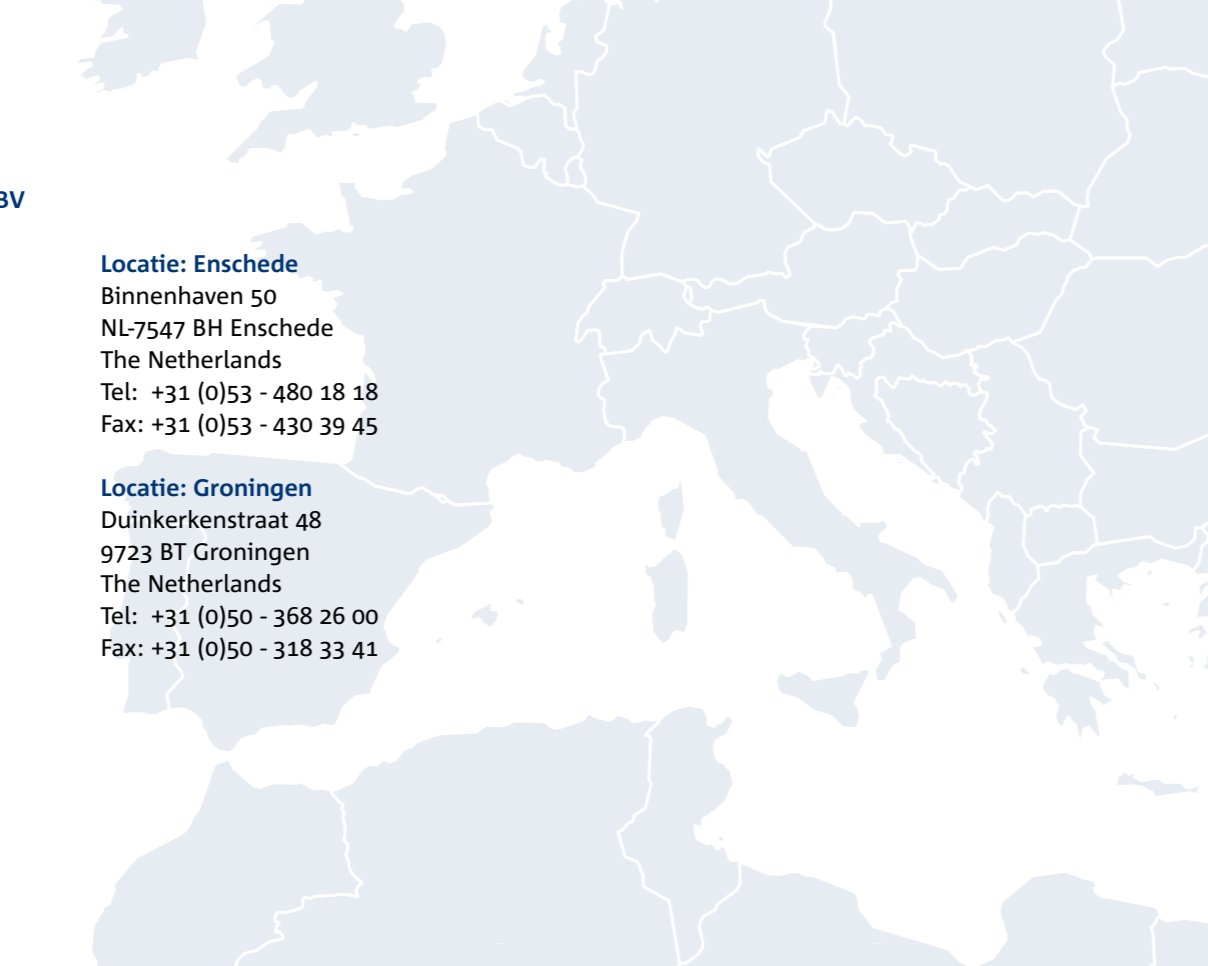 BV
Locatie: Enschede
Binnenhaven 50
NL-7547 BH Enschede
The Netherlands
Tel: +31 (0)53 - 480 18 18
Fax: +31 (0)53 - 430 39 45
Locatie: Groningen
Duinkerkenstraat 48
9723 BT Groningen
The Netherlands
Tel: +31 (0)50 - 368 26 00
Fax: +31 (0)50 - 318 33 41